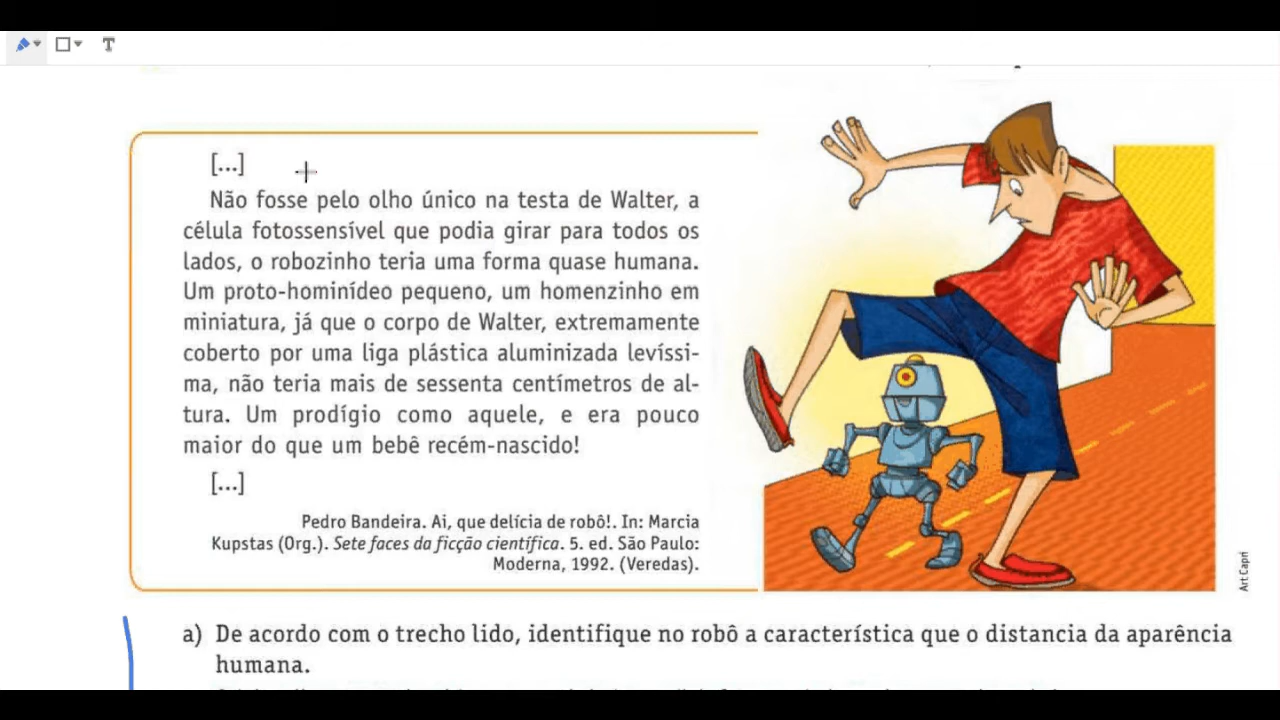 T
[...]
Não fosse pelo olho único na testa de Walter, a
célula fotossensível que podia girar para todos os
lados, o robozinho teria uma forma quase humana.
Um proto-hominídeo pequeno, um homenzinho em
miniatura, já que o corpo de Walter, extremamente
coberto por uma liga plástica aluminizada levíssi-
ma, não teria mais de sessenta centímetros de al-
tura. Um prodígio como aquele, e era pouco
maior do que um bebê recém-nascido!
[...]
Pedro Bandeira. Ai, que delícia de robô!. In: Marcia
Kupstas (Org.). Sete faces da ficção científica. 5. ed. São Paulo:
Moderna, 1992. (Veredas).
Art Capri
a) De acordo com o trecho lido, identifique no robô a característica que o distancia da aparência
humana.